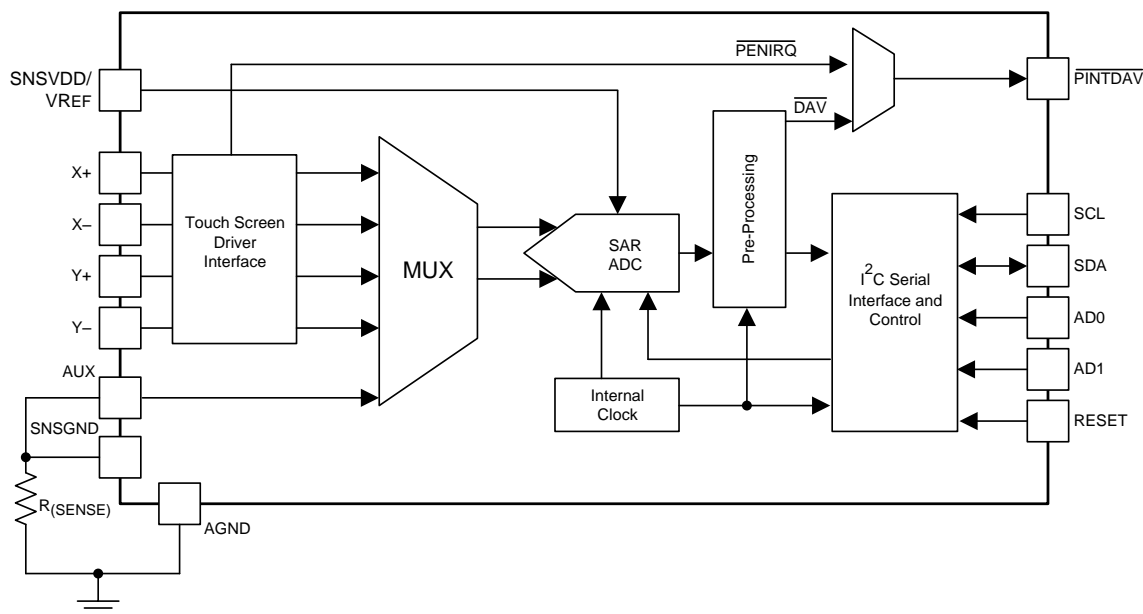 SNSVDD/
VREF
PENIRQ
PINTDAV
DAV
X+
X–
Y+
Y–
AUX
SNSGND
R(SENSE)
AGND
Touch Screen
Driver
Interface
MUX
SAR
ADC
Pre-Processing
Internal
Clock
I2C Serial
Interface and
Control
SCL
SDA
AD0
AD1
RESET